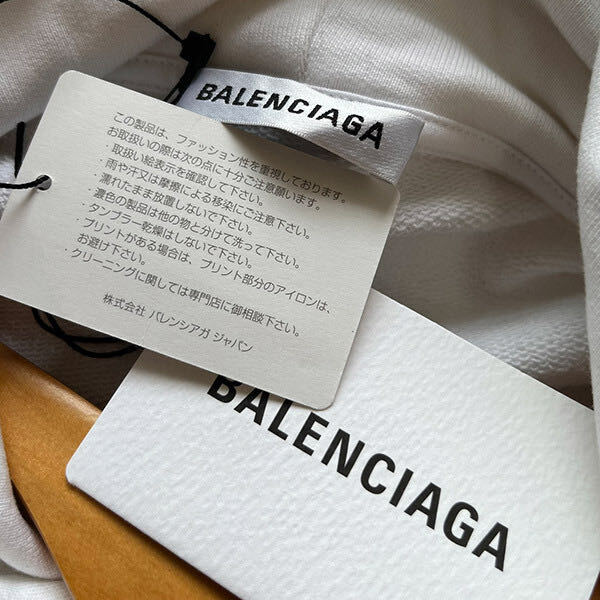 BALENCIAGA
この製品は、ファッション性を重視しております。
お取扱いの際は次の点に十分ご注意願います。
・取扱い絵表示を確認して下さい。
・雨や汗又は摩擦による移染にご注意下さい。
・濡れたまま放置しないで下さい。
・濃色の製品は他の物と分けて洗って下さい。
・タンブラー乾燥はしないで下さい。
・プリントがある場合は、プリント部分のアイロンは、
お避け下さい。
・クリーニングに関しては専門店に御相談下さい。
株式会社 バレンシアガ ジャパン
BALENCIAGA